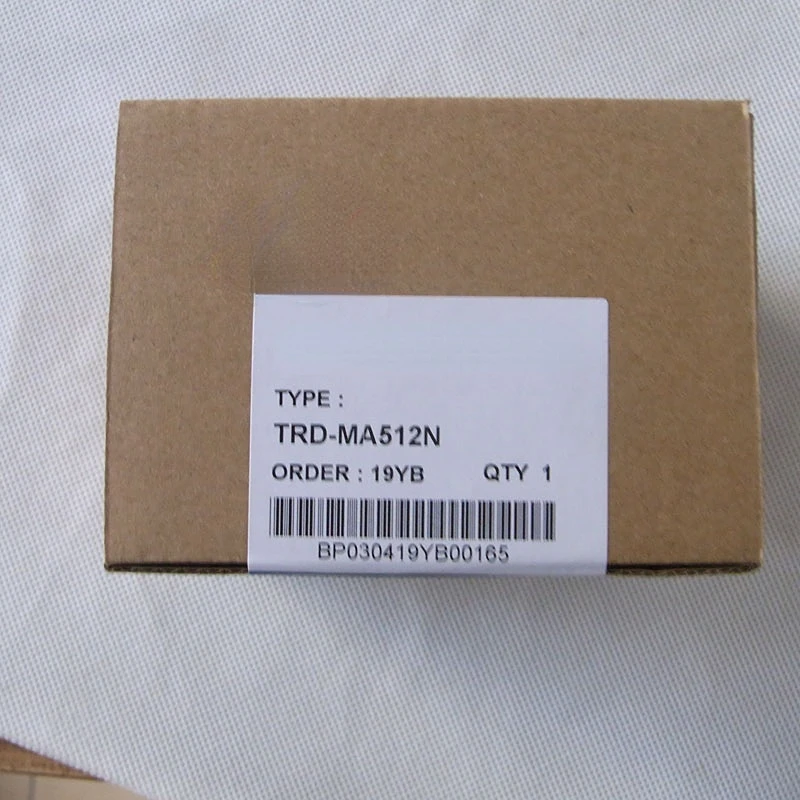 TYPE :
TRD-MA512N
ORDER : 19YB QTY 1
BP030419YB00165